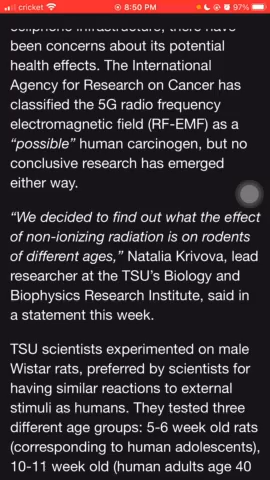 cricket 8:50 PM 97%
cellphone infrastructure, there have
been concerns about its potential
health effects. The International
Agency for Research on Cancer has
classified the 5G radio frequency
electromagnetic field (RF-EMF) as a
“possible” human carcinogen, but no
conclusive research has emerged
either way.
“We decided to find out what the effect
of non-ionizing radiation is on rodents
of different ages,” Natalia Krivova, lead
researcher at the TSU’s Biology and
Biophysics Research Institute, said in
a statement this week.
TSU scientists experimented on male
Wistar rats, preferred by scientists for
having similar reactions to external
stimuli as humans. They tested three
different age groups: 5-6 week old rats
(corresponding to human adolescents),
10-11 week old (human adults age 40